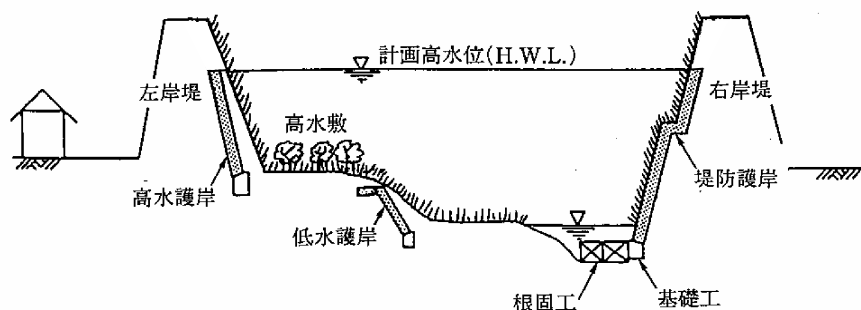 計画高水位(H.W.L.)
左岸堤
右岸堤
高水敷
堤防護岸
高水護岸
低水護岸
根固工
基礎工